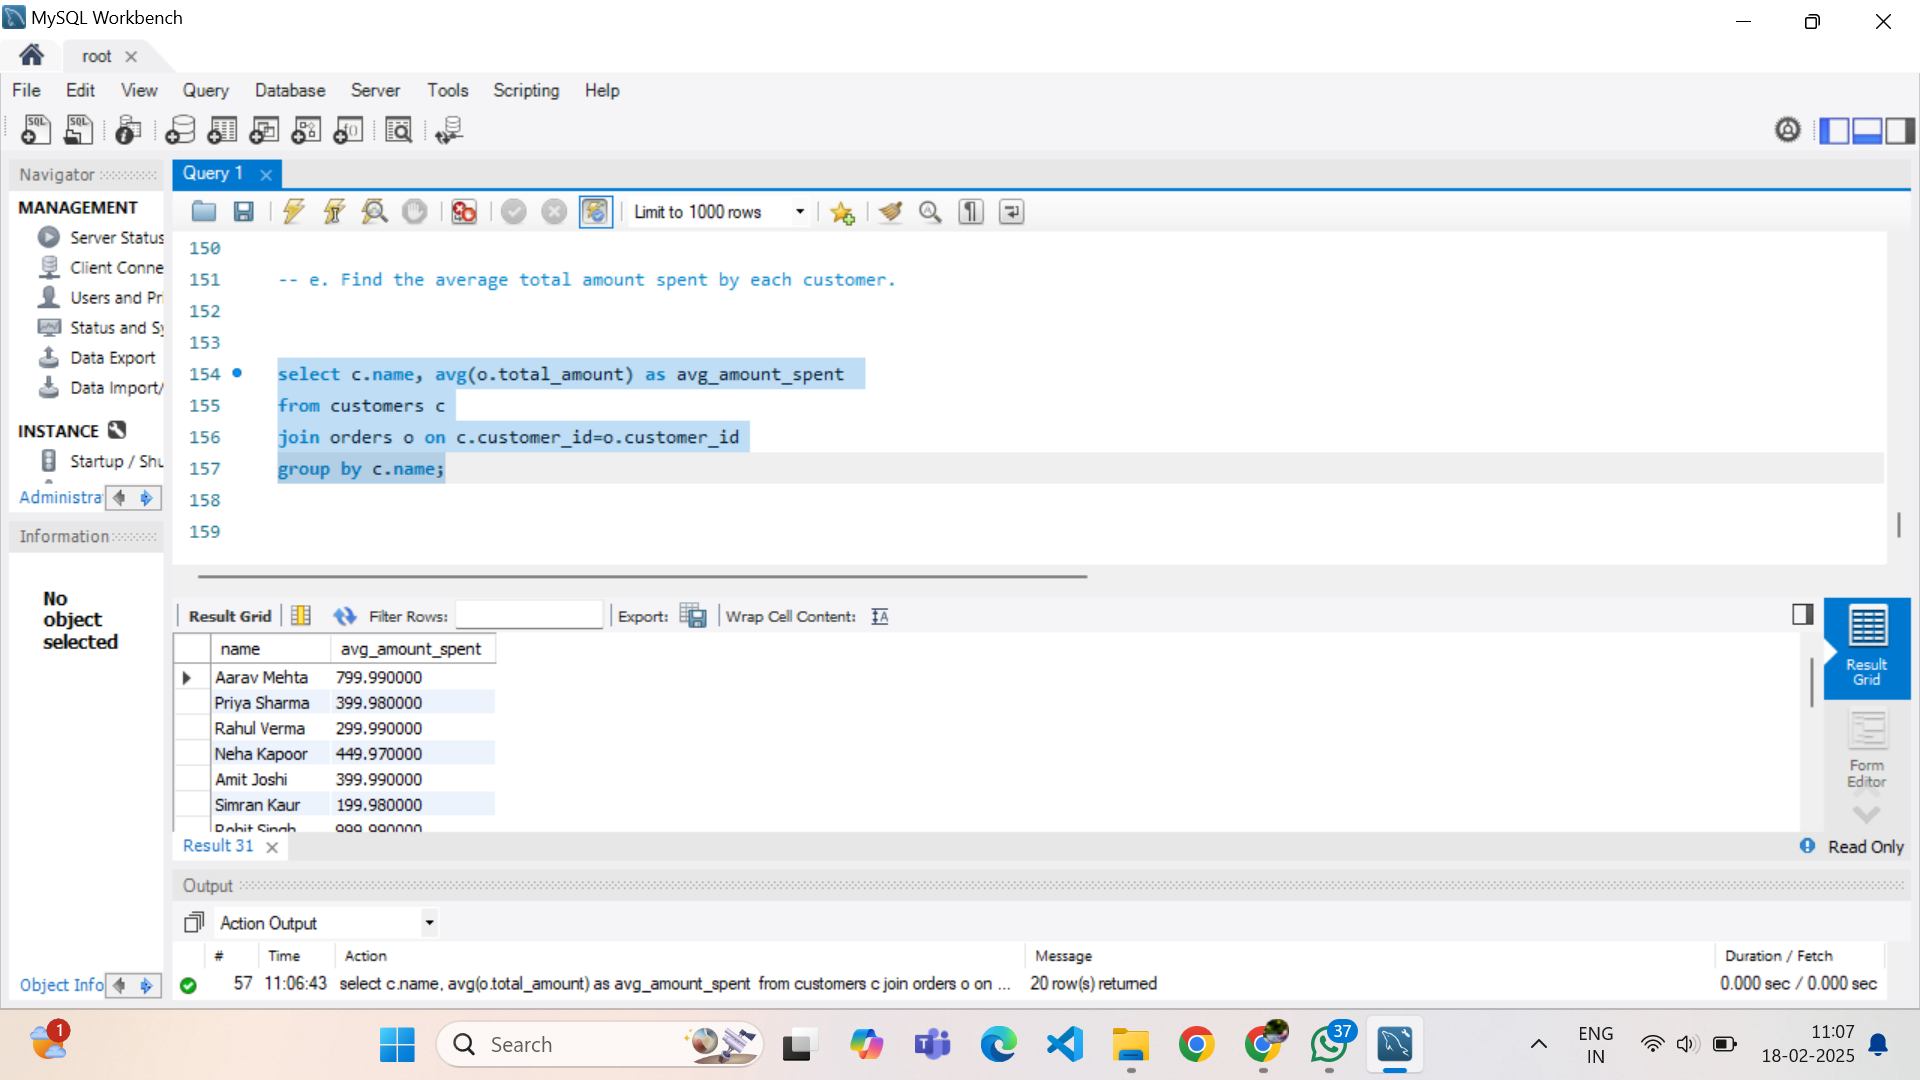 MySQL Workbench
root
File Edit View Query Database Server Tools Scripting Help
Navigator
Query 1
MANAGEMENT
Server Status
Client Conne
Users and Pri
Status and Sy
Data Export
Data Import/
INSTANCE
Startup / Shu
Administra
Information
No
object
selected
Object Info
Limit to 1000 rows
150
151 -- e. Find the average total amount spent by each customer.
152
153
154 select c.name, avg(o.total_amount) as avg_amount_spent
155 from customers c
156 join orders o on c.customer_id=o.customer_id
157 group by c.name;
158
159
Result Grid Filter Rows: Export: Wrap Cell Content:
name avg_amount_spent
Aarav Mehta 799.990000
Priya Sharma 399.980000
Rahul Verma 299.990000
Neha Kapoor 449.970000
Amit Joshi 399.990000
Simran Kaur 199.980000
Rohit Singh 999.990000
Result
Grid
Form
Editor
Result 31
Read Only
Output
Action Output
# Time Action Message Duration / Fetch
57 11:06:43 select c.name, avg(o.total_amount) as avg_amount_spent from customers c join orders o on ... 20 row(s) returned 0.000 sec / 0.000 sec
1
Search
37
ENG
IN
11:07
18-02-2025